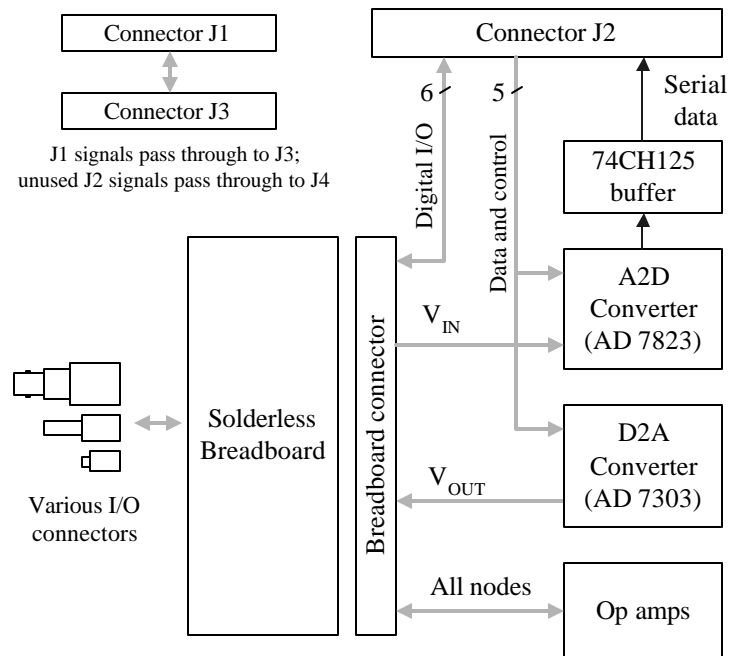 Connector J1
Connector J3
J1 signals pass through to J3;
unused J2 signals pass through to J4
Connector J2
6
5
Digital I/O
Data and control
Serial
data
74CH125
buffer
A2D
Converter
(AD 7823)
V IN
Solderless
Breadboard
Breadboard connector
D2A
Converter
(AD 7303)
V OUT
Various I/O
connectors
All nodes
Op amps